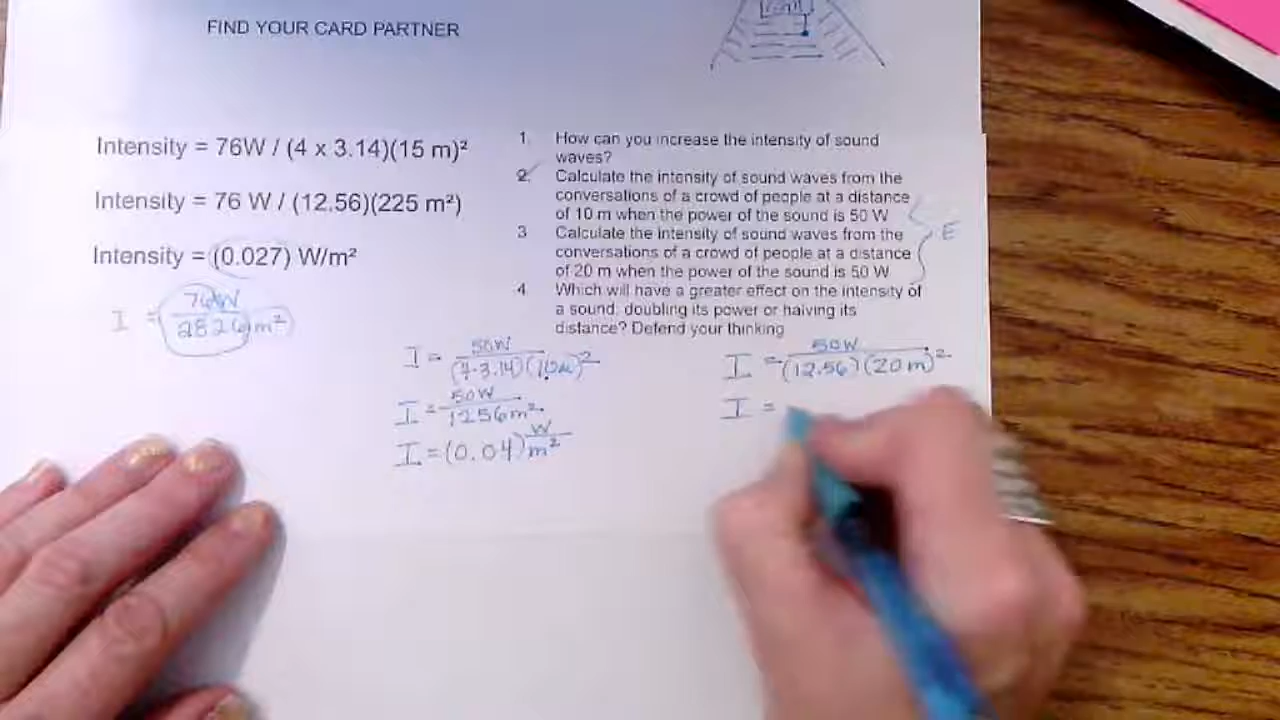 FIND YOUR CARD PARTNER
Intensity = 76W / (4 x 3.14)(15 m)²
Intensity = 76 W / (12.56)(225 m²)
Intensity = (0.027) W/m²
I = 76W
2826 m²
1. How can you increase the intensity of sound
waves?
2. Calculate the intensity of sound waves from the
conversations of a crowd of people at a distance
of 10 m when the power of the sound is 50 W
3 Calculate the intensity of sound waves from the
conversations of a crowd of people at a distance
of 20 m when the power of the sound is 50 W
4 Which will have a greater effect on the intensity of
a sound: doubling its power or halving its
distance? Defend your thinking
E
I = 50W
(4·3.14)(10m)²
I = 50W
1256m²
I = (0.04) W
m²
I = 50W
(12.56)(20m)²
I =